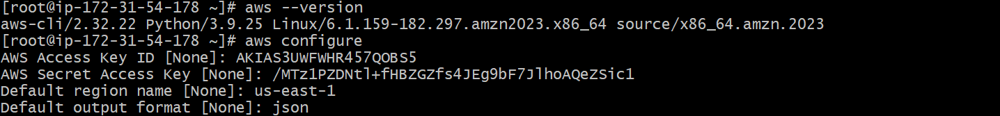 [root@ip-172-31-54-178 ~]# aws --version
aws-cli/2.32.22 Python/3.9.25 Linux/6.1.159-182.297.amzn2023.x86_64 source/x86_64.amzn.2023
[root@ip-172-31-54-178 ~]# aws configure
AWS Access Key ID [None]: AKIAS3UWFWHR457QOBS5
AWS Secret Access Key [None]: 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
Default region name [None]: us-east-1
Default output format [None]: json